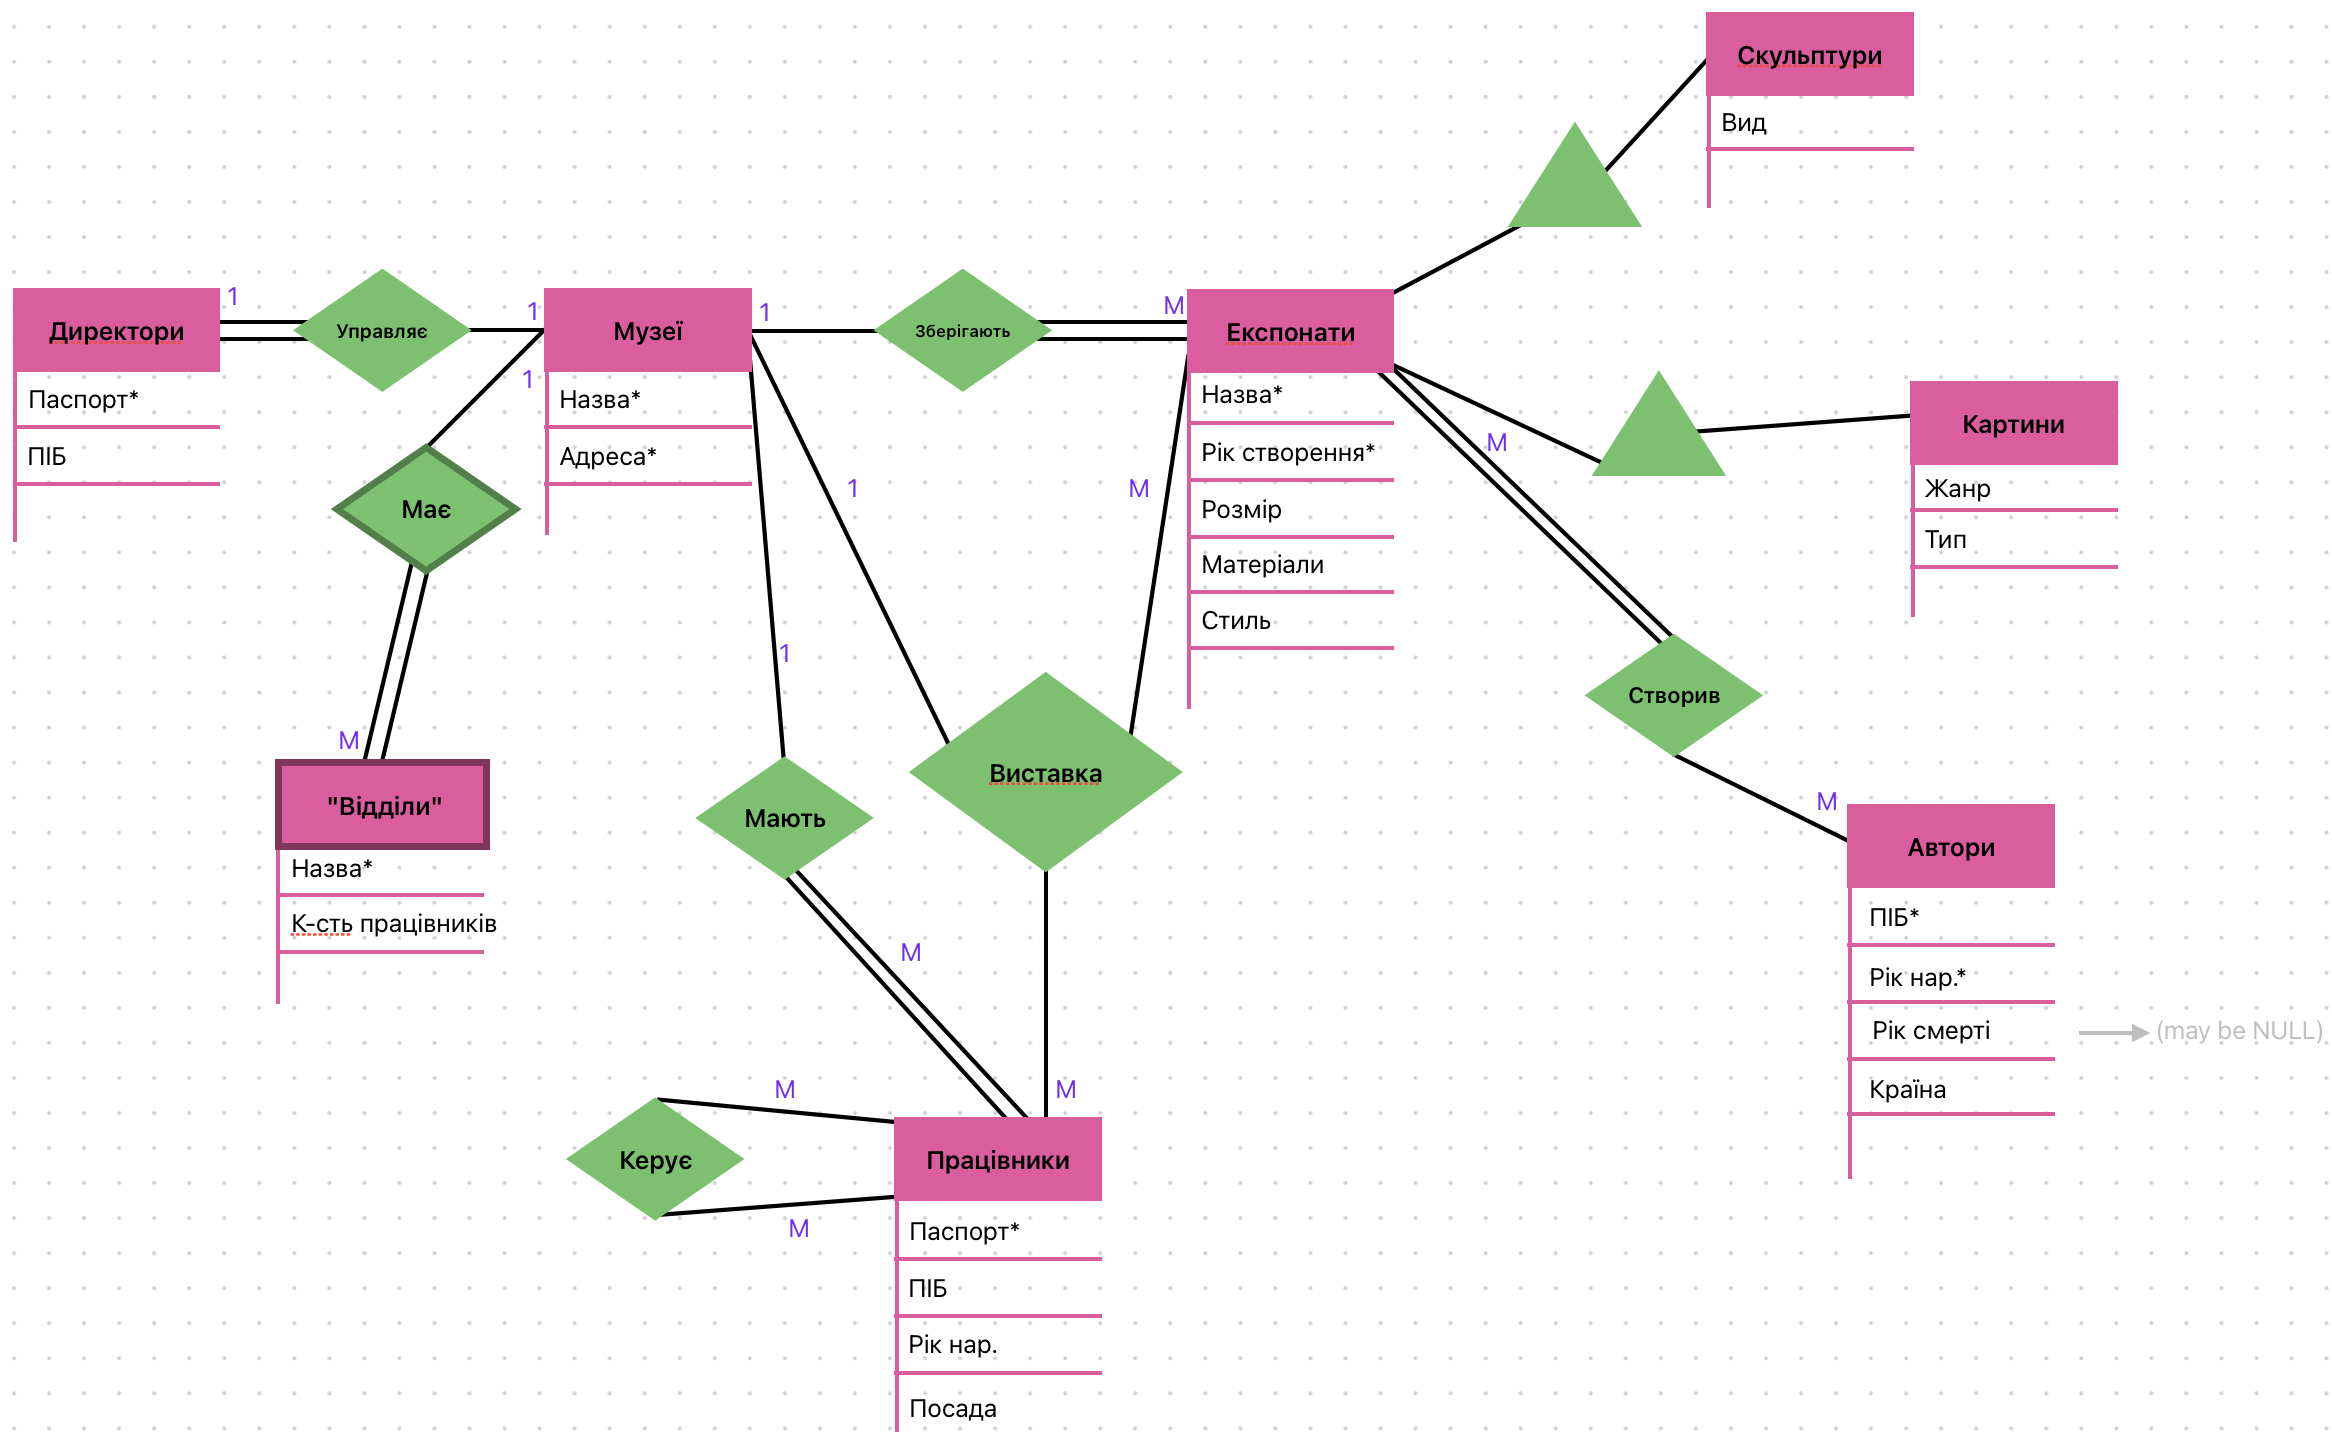 Скульптури
Вид
Директори
1
Управляє
1
Музеї
1
Зберігають
M
Експонати
Паспорт*
ПІБ
1
Назва*
Адреса*
Назва*
Рік створення*
Розмір
Матеріали
Стиль
M
Картини
Жанр
Тип
Має
1
M
1
Створив
M
"Відділи"
Назва*
К-сть працівників
Мають
Виставка
M
Автори
ПІБ*
Рік нар.*
Рік смерті
(may be NULL)
Країна
M
M
M
Керує
M
Працівники
Паспорт*
ПІБ
Рік нар.
Посада